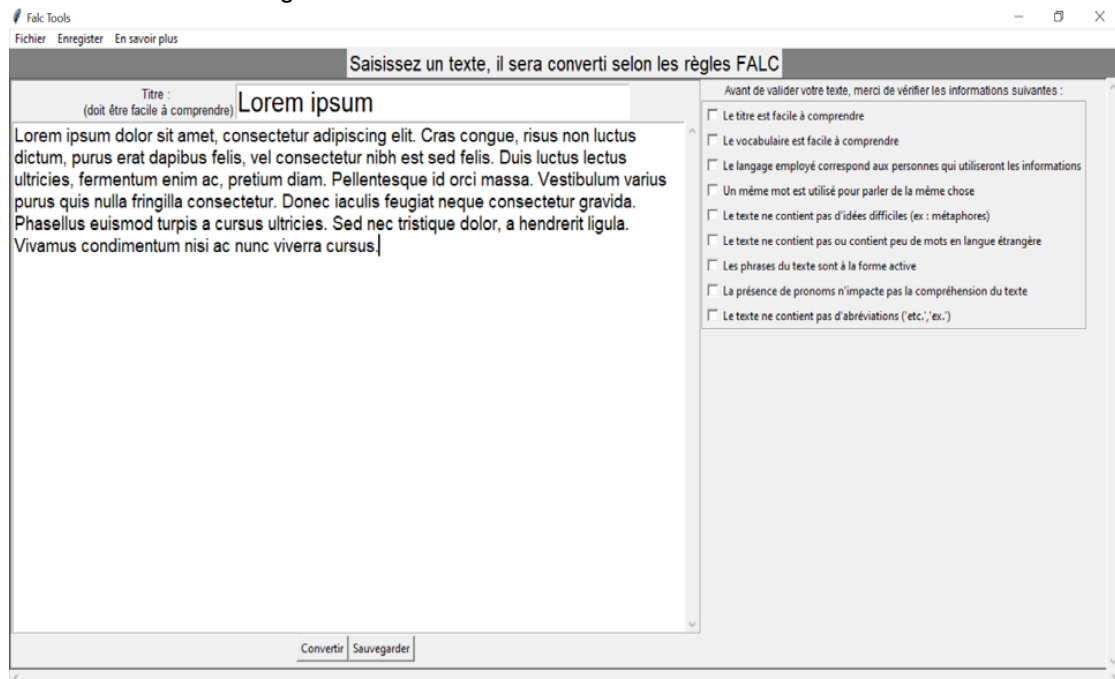 Falc Tools
Fichier Enregister En savoir plus
Saisissez un texte, il sera converti selon les règles FALC
Titre :
(doit être facile à comprendre)
Lorem ipsum
Lorem ipsum dolor sit amet, consectetur adipiscing elit. Cras congue, risus non luctus
dictum, purus erat dapibus felis, vel consectetur nibh est sed felis. Duis luctus lectus
ultricies, fermentum enim ac, pretium diam. Pellentesque id orci massa. Vestibulum varius
purus quis nulla fringilla consectetur. Donec iaculis feugiat neque consectetur gravida.
Phasellus euismod turpis a cursus ultricies. Sed nec tristique dolor, a hendrerit ligula.
Vivamus condimentum nisi ac nunc viverra cursus.
Convertir Sauvegarder
Avant de valider votre texte, merci de vérifier les informations suivantes :
Le titre est facile à comprendre
Le vocabulaire est facile à comprendre
Le langage employé correspond aux personnes qui utiliseront les informations
Un même mot est utilisé pour parler de la même chose
Le texte ne contient pas d'idées difficiles (ex : métaphores)
Le texte ne contient pas ou contient peu de mots en langue étrangère
Les phrases du texte sont à la forme active
La présence de pronoms n'impacte pas la compréhension du texte
Le texte ne contient pas d'abréviations ('etc.','ex.')